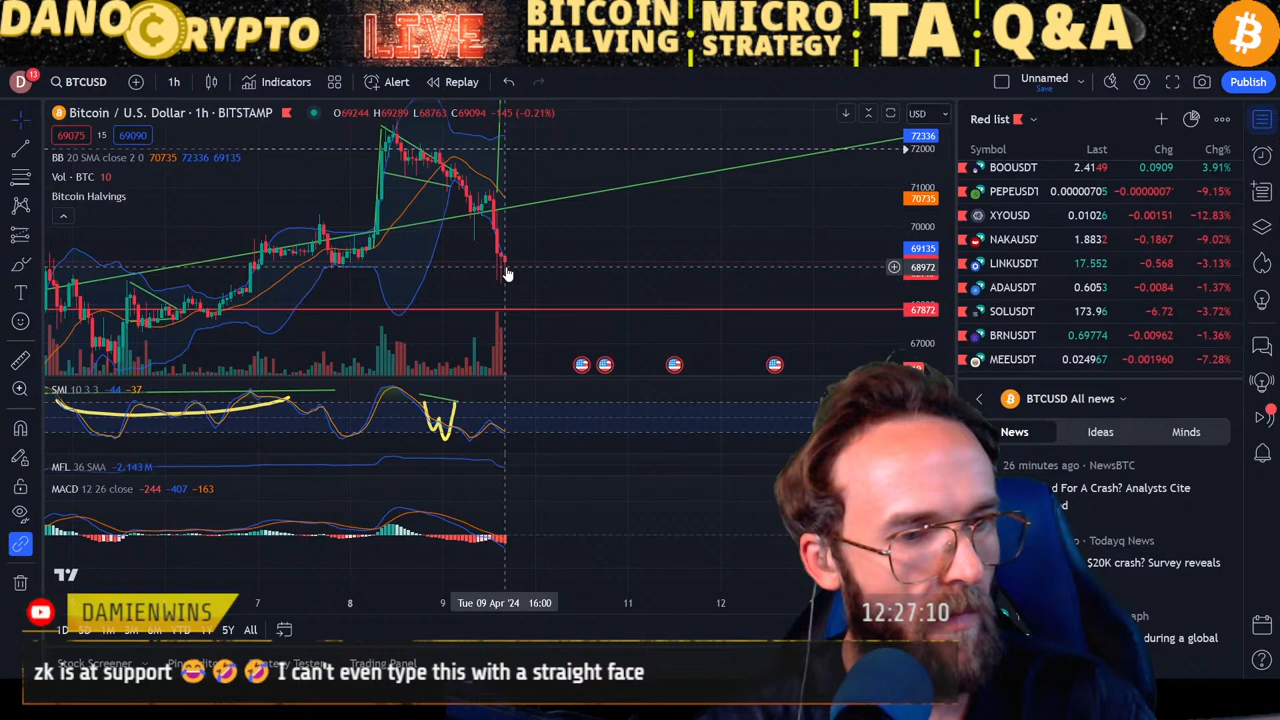 DANO CRYPTO
LIVE
BITCOIN HALVING
MICRO STRATEGY
TA
Q&A
D 13 BTCUSD 1h Indicators Alert Replay
Unnamed
Save
Publish
Bitcoin / U.S. Dollar · 1h · BITSTAMP O69244 H69289 L68763 C69094 −145 (−0.21%)
USD
69075 15 69090
BB 20 SMA close 2 0 70735 72336 69135
Vol · BTC 10
Bitcoin Halvings
72336
72000
71000
70735
70000
69135
68972
67872
67000
SMI 10 3 3 −44 −37
MFL 36 SMA −2.143M
MACD 12 26 close −244 −407 −163
7 8 9 Tue 09 Apr '24 16:00 11 12
1D 5D 1M 3M 6M YTD 1Y 5Y All
Stock Screener
Trading Panel
Red list
Symbol Last Chg Chg%
BOOUSDT 2.4149 0.0909 3.91%
PEPEUSDT 0.0000070 −0.0000007 −9.15%
XYOUSD 0.01026 −0.00151 −12.83%
NAKAUSD 1.8832 −0.1867 −9.02%
LINKUSDT 17.552 −0.568 −3.13%
ADAUSDT 0.6053 −0.0084 −1.37%
SOLUSDT 173.96 −6.72 −3.72%
BRNUSDT 0.69774 −0.00962 −1.36%
MEEUSDT 0.024967 −0.001960 −7.28%
BTCUSD All news
News Ideas Minds
26 minutes ago · NewsBTC
d For A Crash? Analysts Cite
· Todayq News
$20K crash? Survey reveals
during a global
DAMIENWINS
12:27:10
zk is at support 😂 🤣 🤣 I can't even type this with a straight face